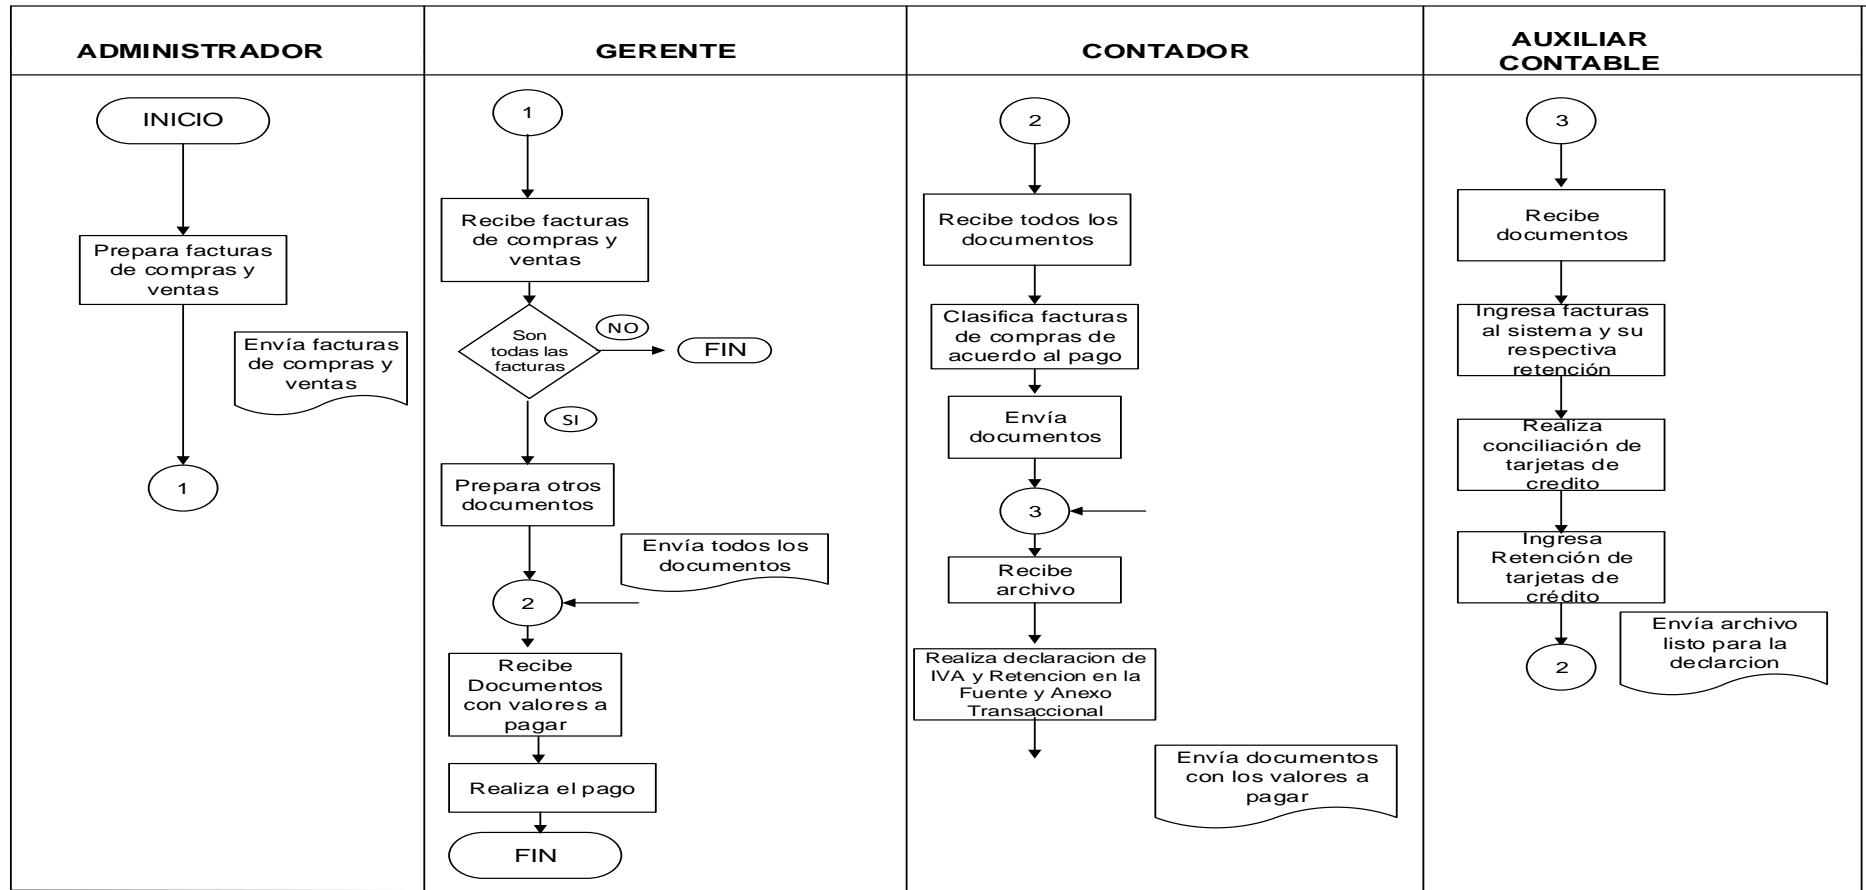 ADMINISTRADOR
GERENTE
CONTADOR
AUXILIAR
CONTABLE
INICIO
Prepara facturas
de compras y
ventas
Envía facturas
de compras y
ventas
1
1
Recibe facturas
de compras y
ventas
Son
todas las
facturas
NO
FIN
SI
Prepara otros
documentos
Envía todos los
documentos
2
Recibe
Documentos
con valores a
pagar
Realiza el pago
FIN
2
Recibe todos los
documentos
Clasifica facturas
de compras de
acuerdo al pago
Envía
documentos
3
Recibe
archivo
Realiza declaracion de
IVA y Retencion en la
Fuente y Anexo
Transaccional
Envía documentos
con los valores a
pagar
3
Recibe
documentos
Ingresa facturas
al sistema y su
respectiva
retención
Realiza
conciliación de
tarjetas de
credito
Ingresa
Retención de
tarjetas de
crédito
Envía archivo
listo para la
declarcion
2